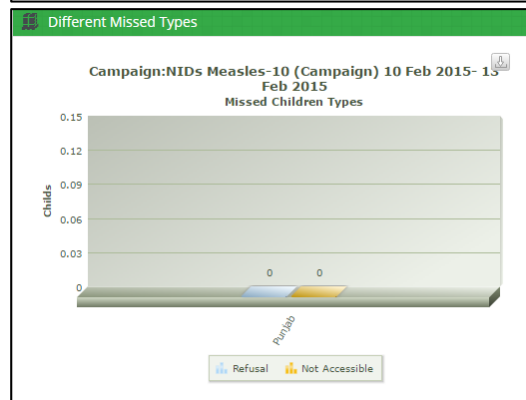 Different Missed Types
Campaign:NIDs Measles-10 (Campaign) 10 Feb 2015- 13
Feb 2015
Missed Children Types
0.15
0.12
0.09
0.06
0.03
0
Childs
0 0
Punjab
Refusal Not Accessible